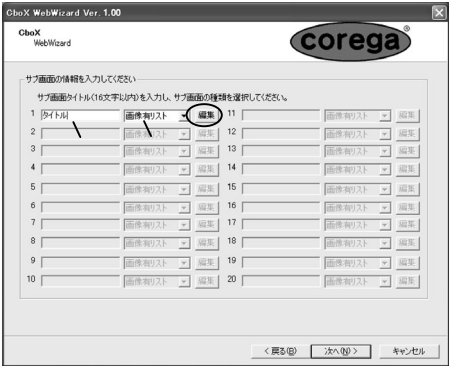 CboX WebWizard Ver. 1.00
CboX
WebWizard
corega
サブ画面の情報を入力してください
サブ画面タイトル(16文字以内)を入力し、サブ画面の種類を選択してください。
1 タイトル 画像有リスト 編集 11 画像有リスト 編集
2 画像有リスト 編集 12 画像有リスト 編集
3 画像有リスト 編集 13 画像有リスト 編集
4 画像有リスト 編集 14 画像有リスト 編集
5 画像有リスト 編集 15 画像有リスト 編集
6 画像有リスト 編集 16 画像有リスト 編集
7 画像有リスト 編集 17 画像有リスト 編集
8 画像有リスト 編集 18 画像有リスト 編集
9 画像有リスト 編集 19 画像有リスト 編集
10 画像有リスト 編集 20 画像有リスト 編集
< 戻る(B) 次へ(N) > キャンセル